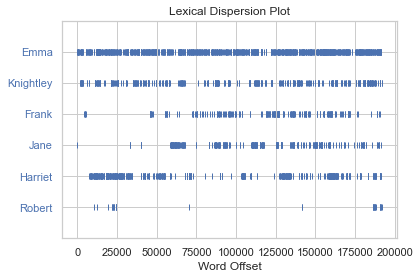 Lexical Dispersion Plot
Emma
Knightley
Frank
Jane
Harriet
Robert
0 25000 50000 75000 100000 125000 150000 175000 200000
Word Offset